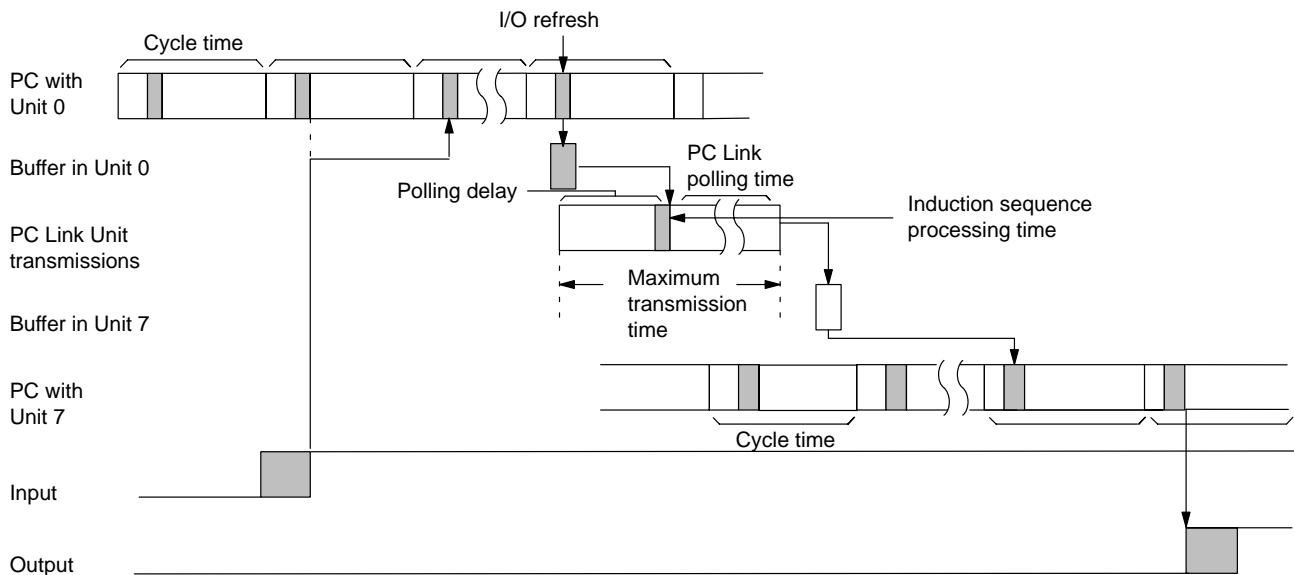 I/O refresh
Cycle time
PC with
Unit 0
Buffer in Unit 0
PC Link
polling time
Polling delay
Induction sequence
processing time
PC Link Unit
transmissions
Maximum
transmission
time
Buffer in Unit 7
PC with
Unit 7
Cycle time
Input
Output